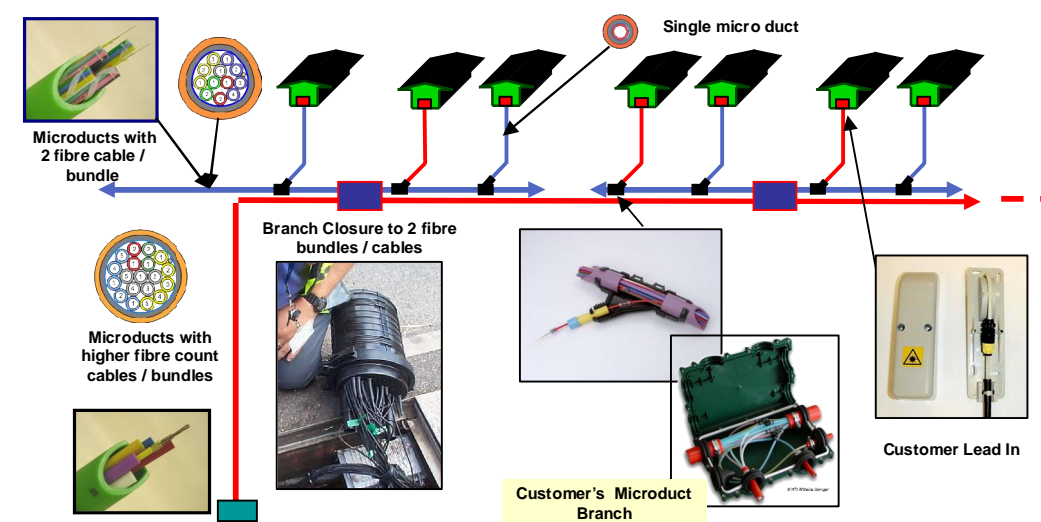 Single micro duct
Microducts with
2 fibre cable /
bundle
Branch Closure to 2 fibre
bundles / cables
Microducts with
higher fibre count
cables / bundles
Customer Lead In
Customer's Microduct
Branch